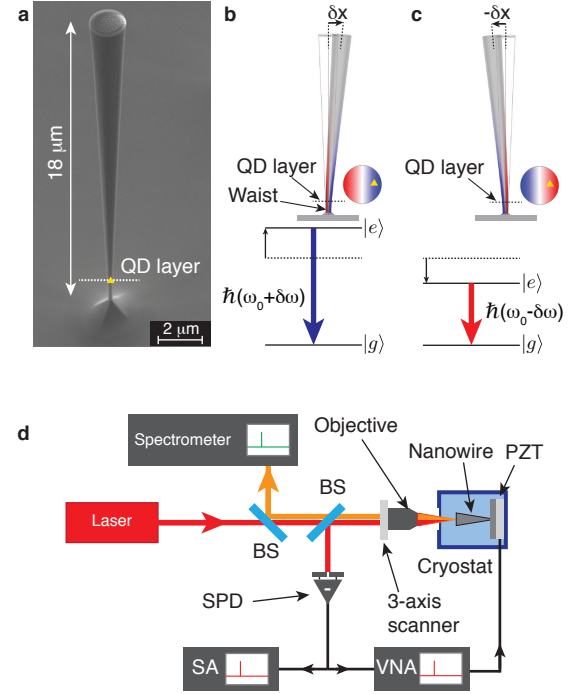 a
18 μm
QD layer
2 μm
b
δx
QD layer
Waist
|e⟩
ℏ(ω₀+δω)
|g⟩
c
-δx
QD layer
|e⟩
ℏ(ω₀-δω)
|g⟩
d
Spectrometer
Objective
Nanowire
PZT
BS
Laser
BS
Cryostat
SPD
3-axis
scanner
SA
VNA